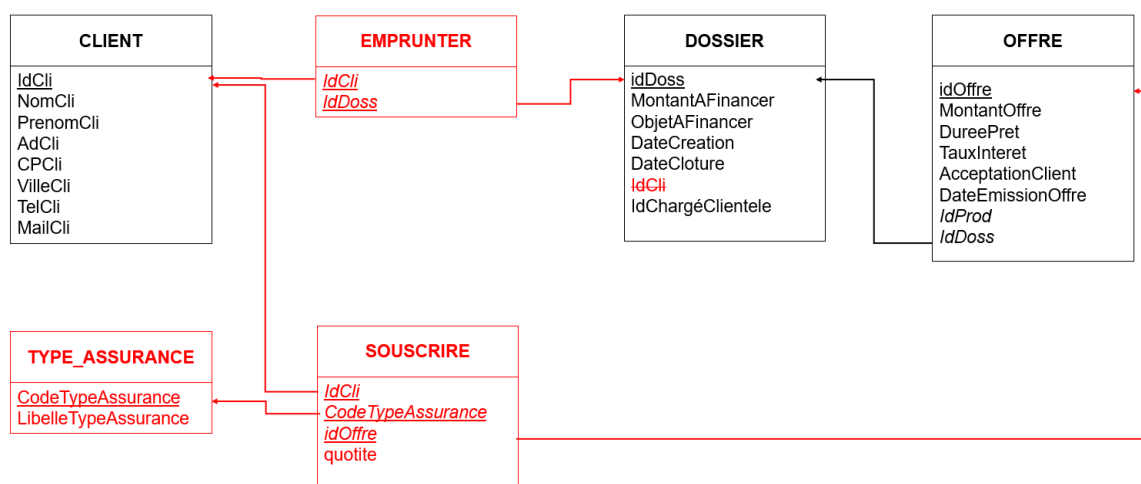 CLIENT
IdCli
NomCli
PrenomCli
AdCli
CPCli
VilleCli
TelCli
MailCli
EMPRUNTER
IdCli
IdDoss
DOSSIER
idDoss
MontantAFinancer
ObjetAFinancer
DateCreation
DateCloture
IdCli
IdChargéClientele
OFFRE
idOffre
MontantOffre
DureePret
TauxInteret
AcceptationClient
DateEmissionOffre
IdProd
IdDoss
TYPE_ASSURANCE
CodeTypeAssurance
LibelleTypeAssurance
SOUSCRIRE
IdCli
CodeTypeAssurance
idOffre
quotite